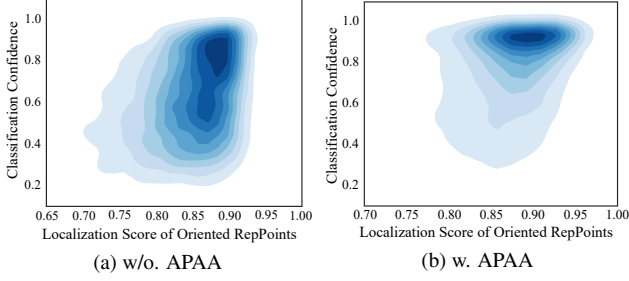 1.0
0.8
0.6
0.4
0.2
Classification Confidence
0.65 0.70 0.75 0.80 0.85 0.90 0.95 1.00
Localization Score of Oriented RepPoints
(a) w/o. APAA
1.0
0.8
0.6
0.4
0.2
Classification Confidence
0.70 0.75 0.80 0.85 0.90 0.95 1.00
Localization Score of Oriented RepPoints
(b) w. APAA